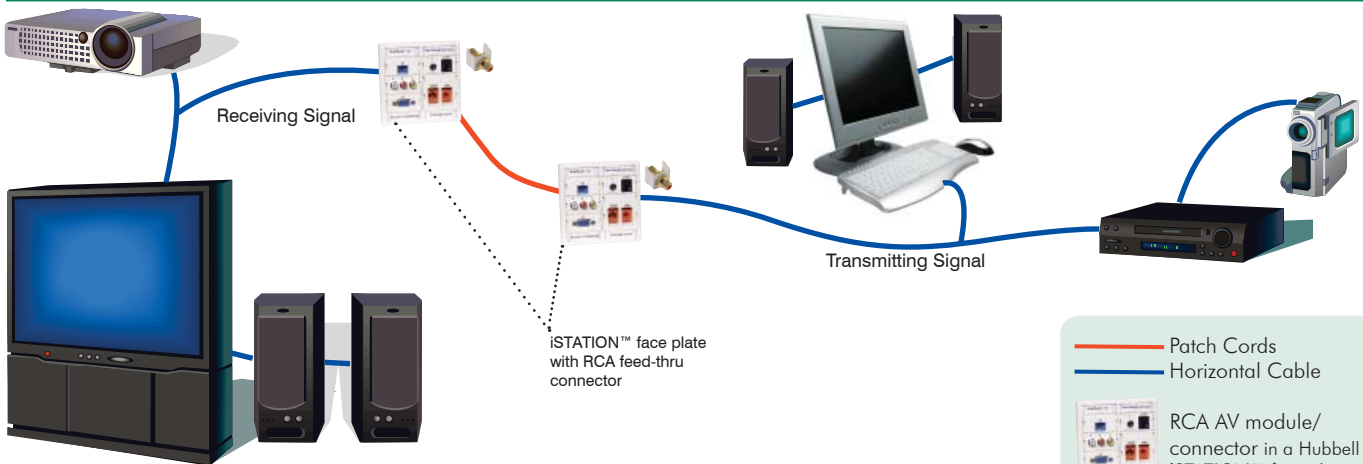 Receiving Signal
Transmitting Signal
iSTATION™ face plate
with RCA feed-thru
connector
Patch Cords
Horizontal Cable
RCA AV module/
connector in a Hubbell